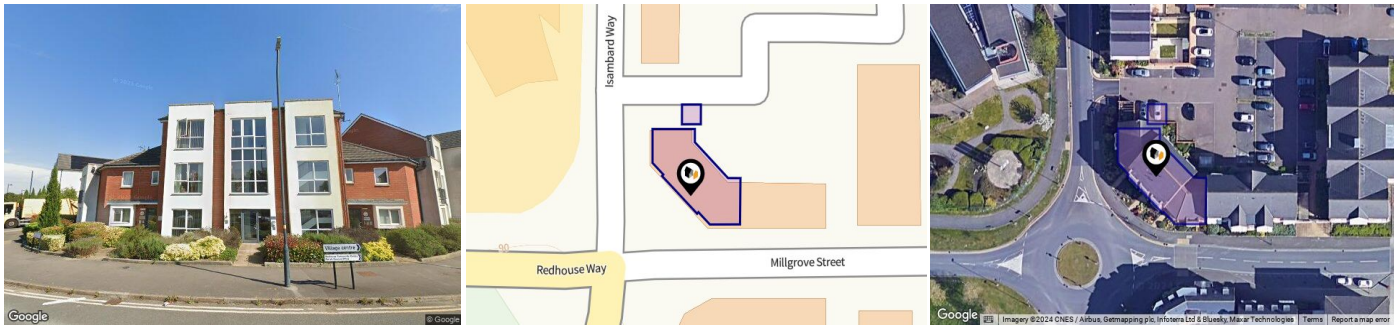 Village centre
Google
© Google
Isambard Way
Redhouse Way
Millgrove Street
Google
Imagery ©2024 CNES / Airbus, Getmapping plc, Infoterra Ltd & Bluesky, Maxar Technologies
Terms
Report a map error